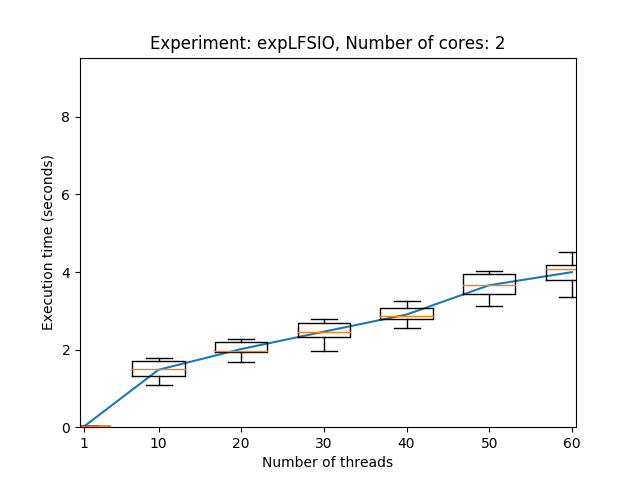 Experiment: expLFSIO, Number of cores: 2
Execution time (seconds)
8
6
4
2
0
1 10 20 30 40 50 60
Number of threads